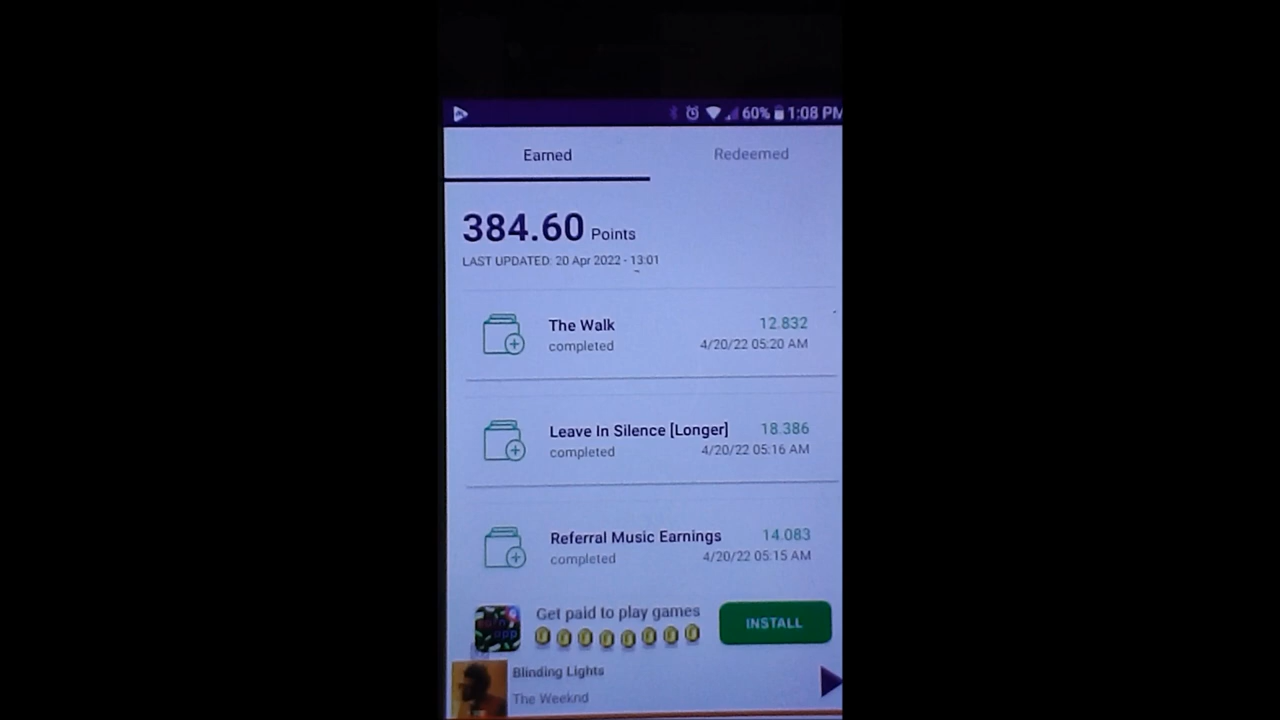 60% 1:08 PM
Earned Redeemed
384.60 Points
LAST UPDATED: 20 Apr 2022 - 13:01
The Walk 12.832
completed 4/20/22 05:20 AM
Leave In Silence [Longer] 18.386
completed 4/20/22 05:16 AM
Referral Music Earnings 14.083
completed 4/20/22 05:15 AM
Get paid to play games
INSTALL
Blinding Lights
The Weeknd